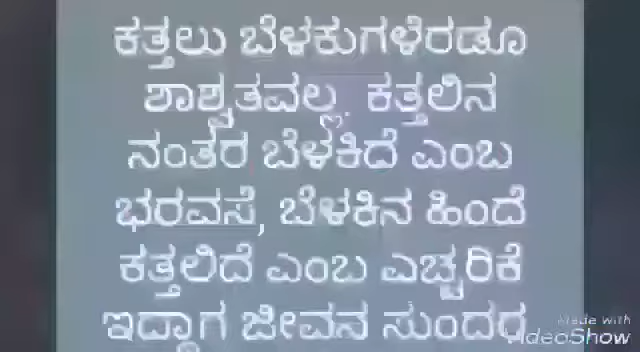 ಕತ್ತಲು ಬೆಳಕುಗಳೆರಡೂ
ಶಾಶ್ವತವಲ್ಲ. ಕತ್ತಲಿನ
ನಂತರ ಬೆಳಕಿದೆ ಎಂಬ
ಭರವಸೆ, ಬೆಳಕಿನ ಹಿಂದೆ
ಕತ್ತಲಿದೆ ಎಂಬ ಎಚ್ಚರಿಕೆ
ಇದ್ದಾಗ ಜೀವನ ಸುಂದರ
Made with
VideoShow